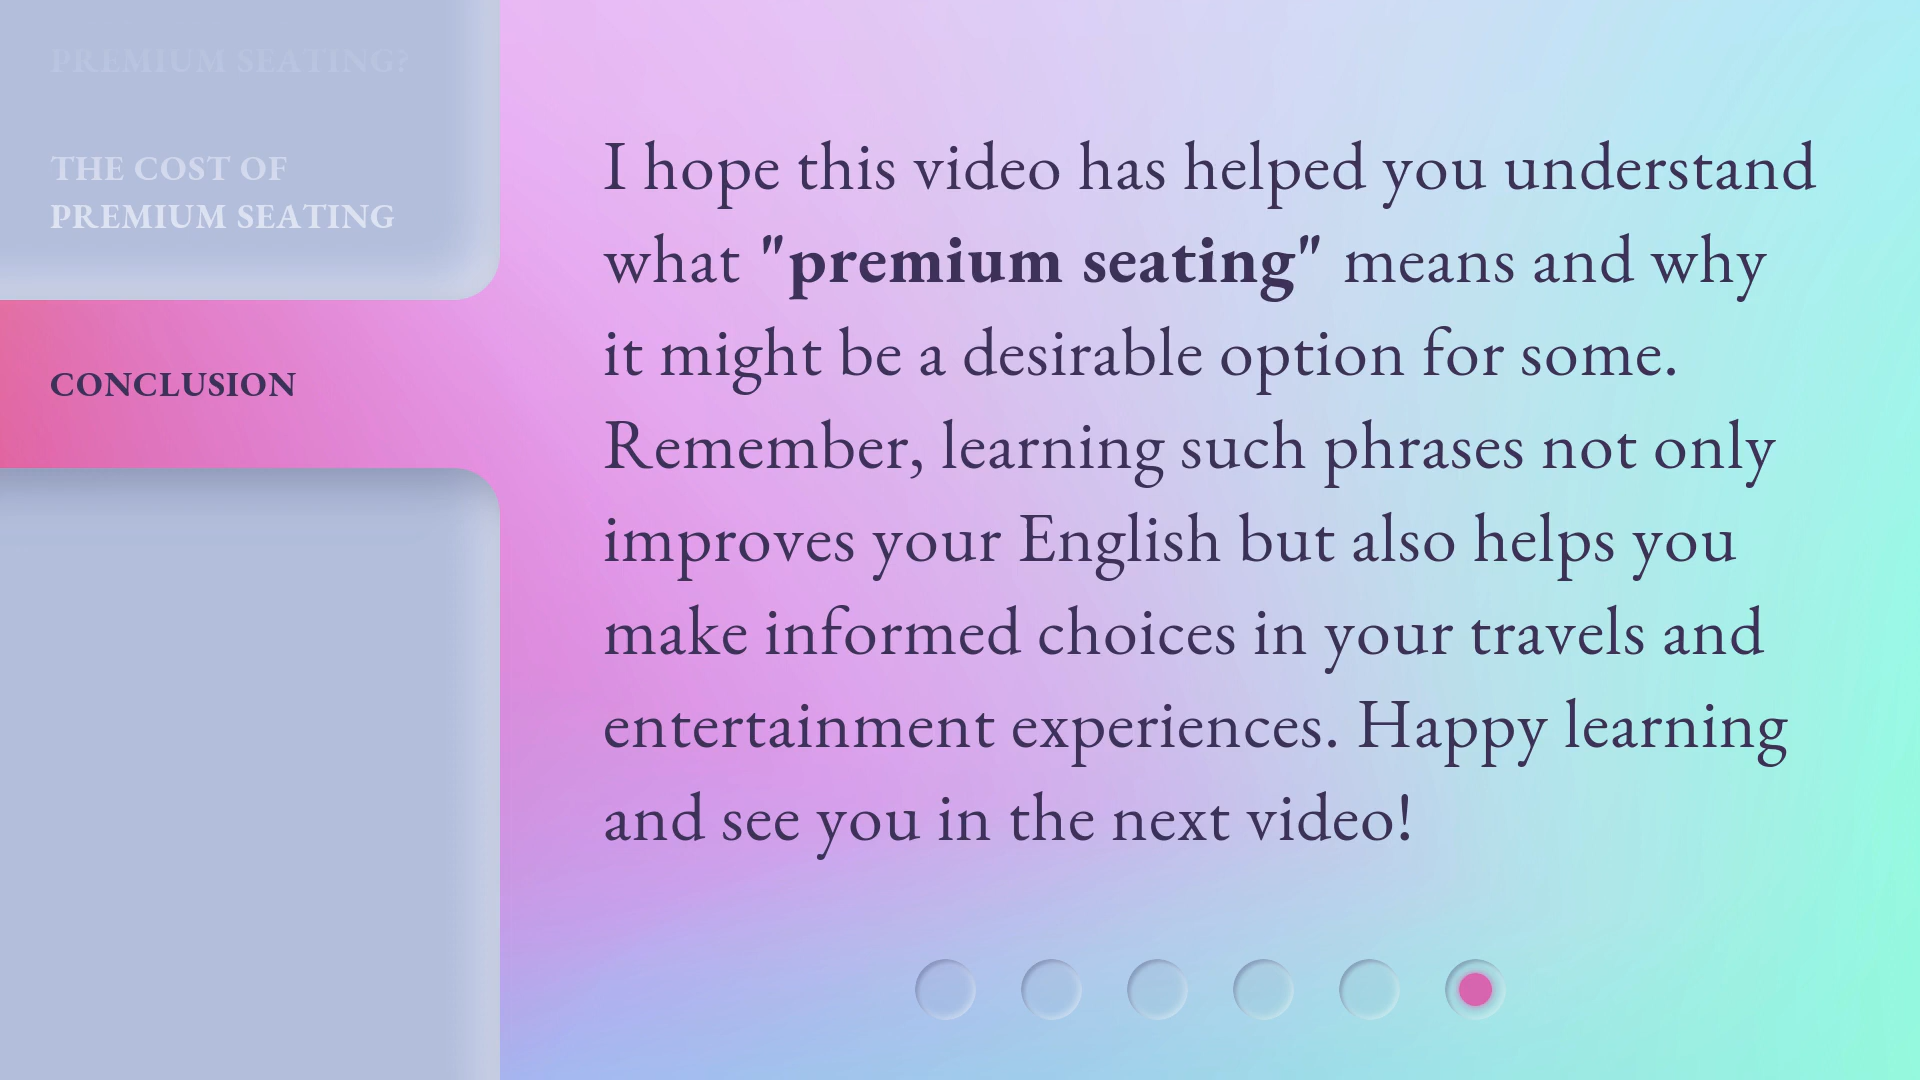 PREMIUM SEATING?
THE COST OF
PREMIUM SEATING
CONCLUSION
I hope this video has helped you understand
what "premium seating" means and why
it might be a desirable option for some.
Remember, learning such phrases not only
improves your English but also helps you
make informed choices in your travels and
entertainment experiences. Happy learning
and see you in the next video!